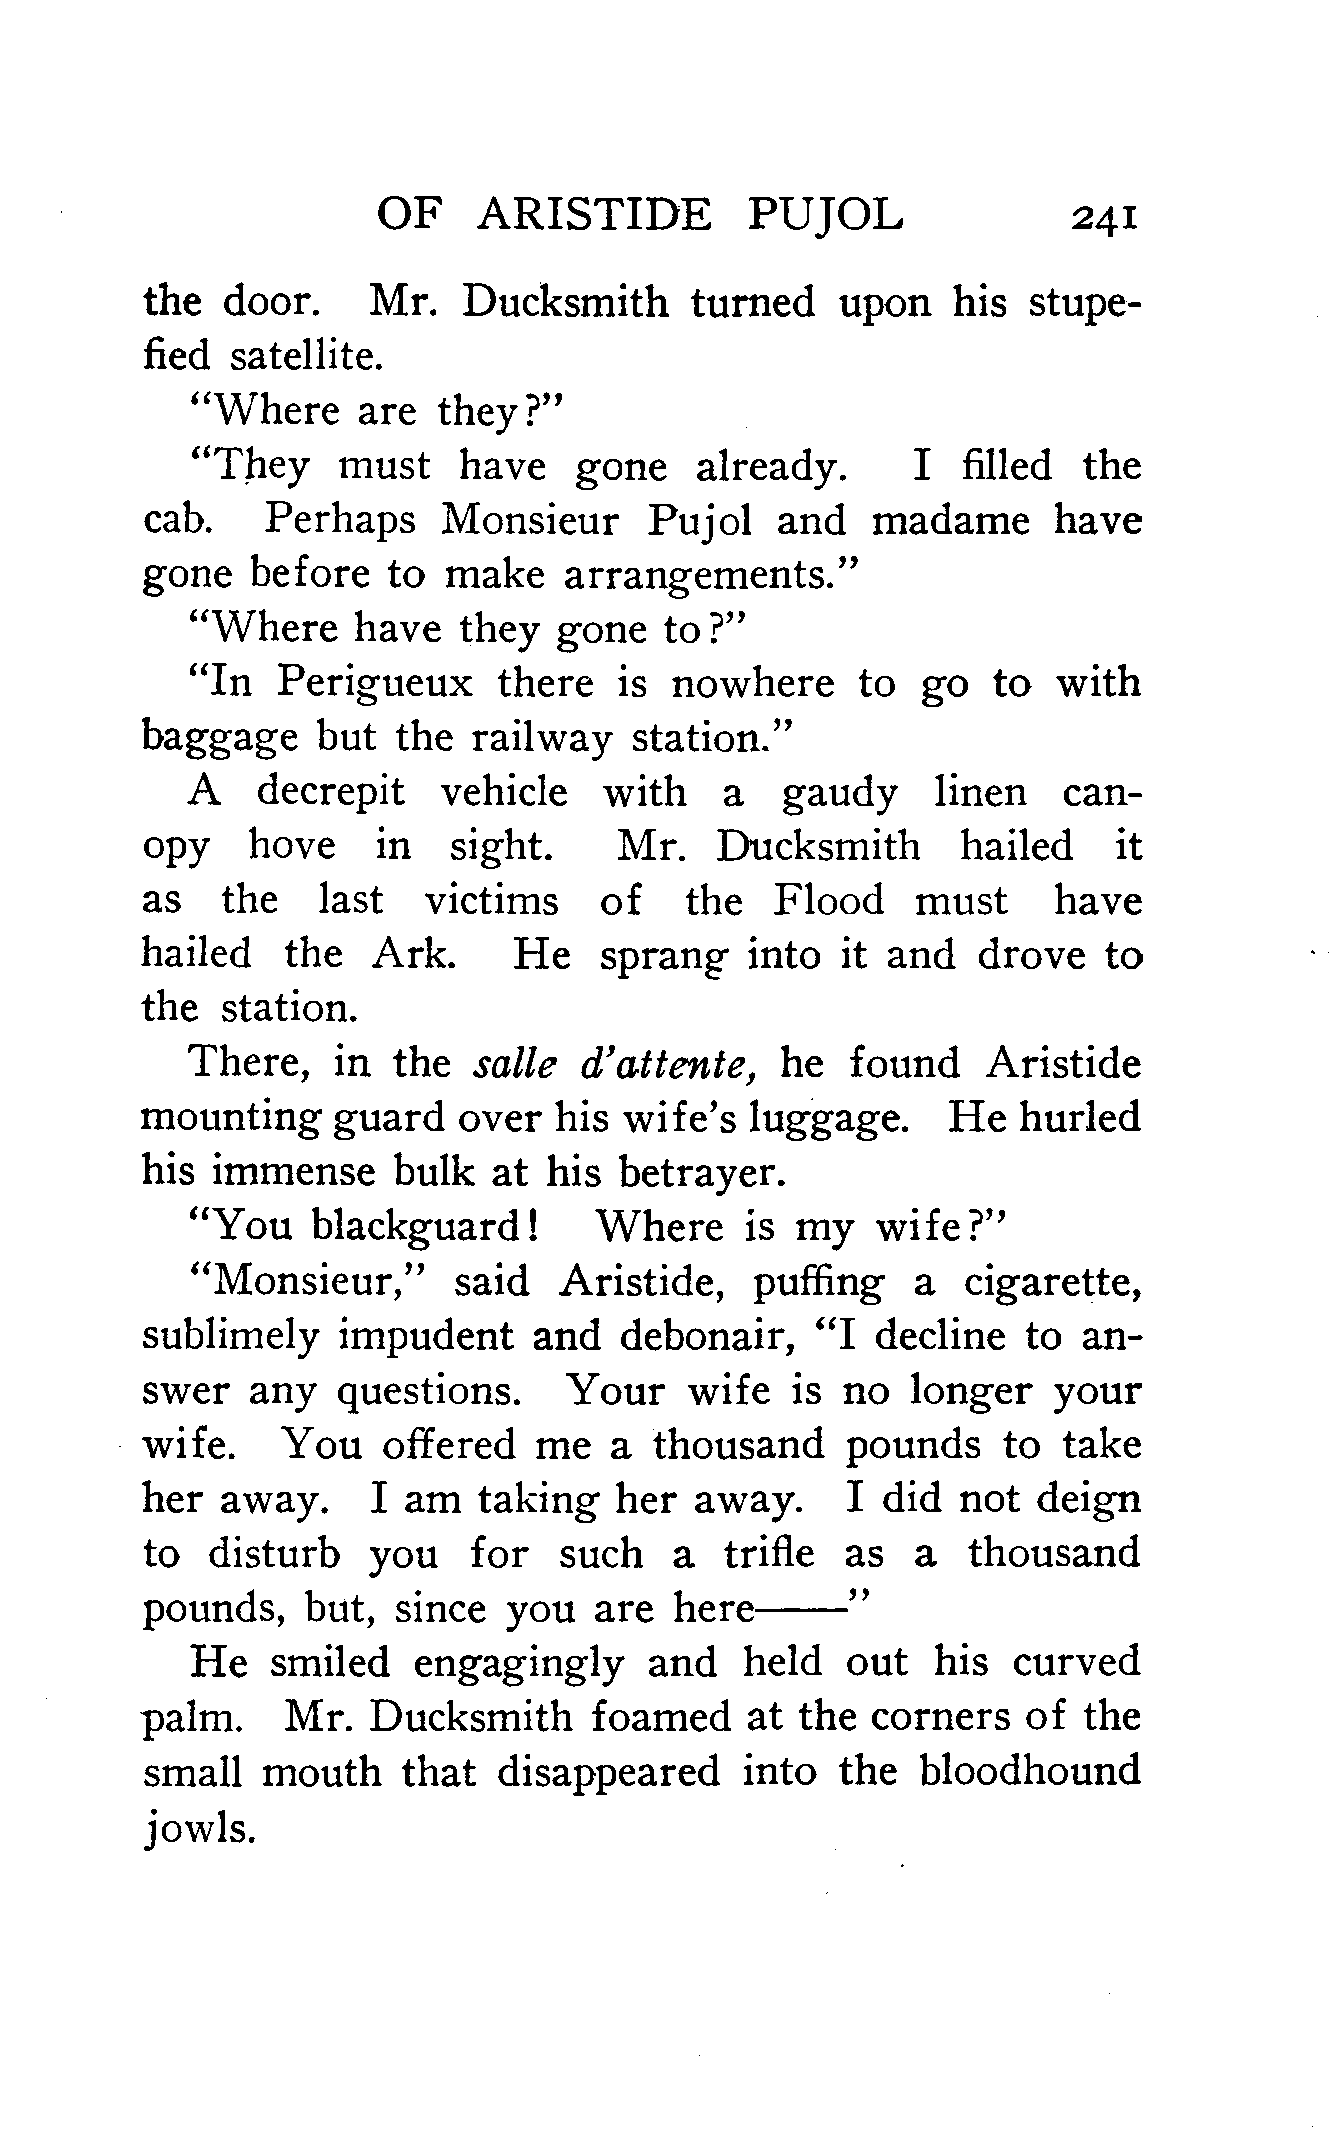 OF ARISTIDE PUJOL 241
the door. Mr. Ducksmith turned upon his stupe-
fied satellite.
"Where are they?"
"They must have gone already. I filled the
cab. Perhaps Monsieur Pujol and madame have
gone before to make arrangements."
"Where have they gone to?"
"In Perigueux there is nowhere to go to with
baggage but the railway station."
A decrepit vehicle with a gaudy linen can-
opy hove in sight. Mr. Ducksmith hailed it
as the last victims of the Flood must have
hailed the Ark. He sprang into it and drove to
the station.
There, in the salle d'attente, he found Aristide
mounting guard over his wife's luggage. He hurled
his immense bulk at his betrayer.
"You blackguard! Where is my wife?"
"Monsieur," said Aristide, puffing a cigarette,
sublimely impudent and debonair, "I decline to an-
swer any questions. Your wife is no longer your
wife. You offered me a thousand pounds to take
her away. I am taking her away. I did not deign
to disturb you for such a trifle as a thousand
pounds, but, since you are here——"
He smiled engagingly and held out his curved
palm. Mr. Ducksmith foamed at the corners of the
small mouth that disappeared into the bloodhound
jowls.